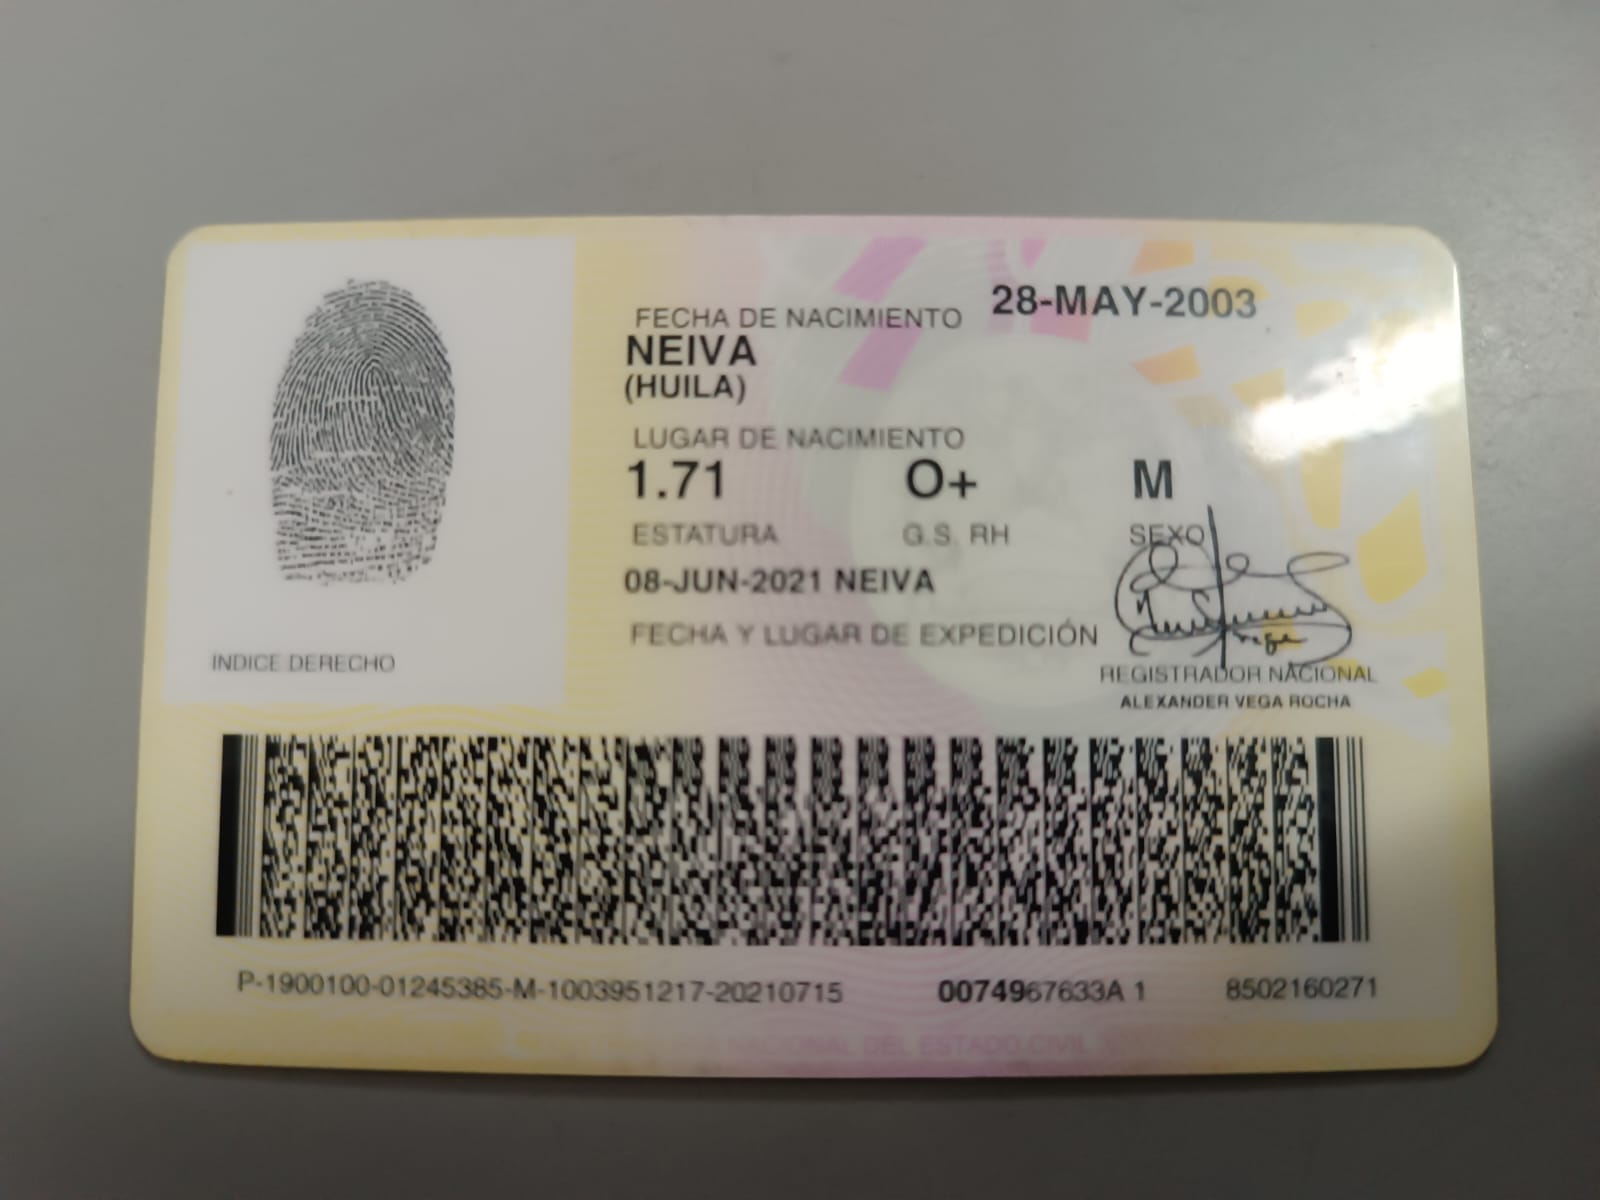 FECHA DE NACIMIENTO 28-MAY-2003
NEIVA
(HUILA)
LUGAR DE NACIMIENTO
1.71 O+ M
ESTATURA G.S. RH SEXO
08-JUN-2021 NEIVA
FECHA Y LUGAR DE EXPEDICIÓN
INDICE DERECHO
REGISTRADOR NACIONAL
ALEXANDER VEGA ROCHA
P-1900100-01245385-M-1003951217-20210715 0074967633A 1 8502160271
NACIONAL DEL ESTADO CIVIL